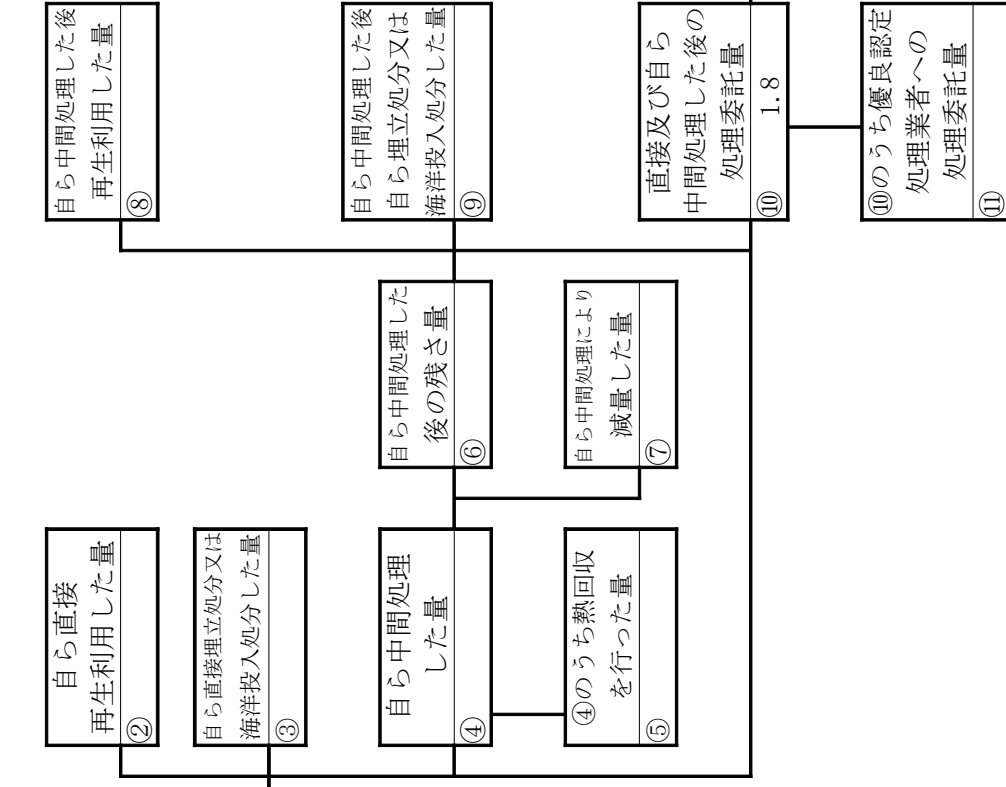 自ら直接
再生利用した量
②
自ら直接埋立処分又は
海洋投入処分した量
③
自ら中間処理
した量
④
④のうち熱回収
を行った量
⑤
自ら中間処理した
後の残さ量
⑥
自ら中間処理により
減量した量
⑦
自ら中間処理した後
再生利用した量
⑧
自ら中間処理した後
自ら埋立処分又は
海洋投入処分した量
⑨
直接及び自ら
中間処理した後の
処理委託量
⑩
1.8
⑩のうち優良認定
処理業者への
処理委託量
⑪